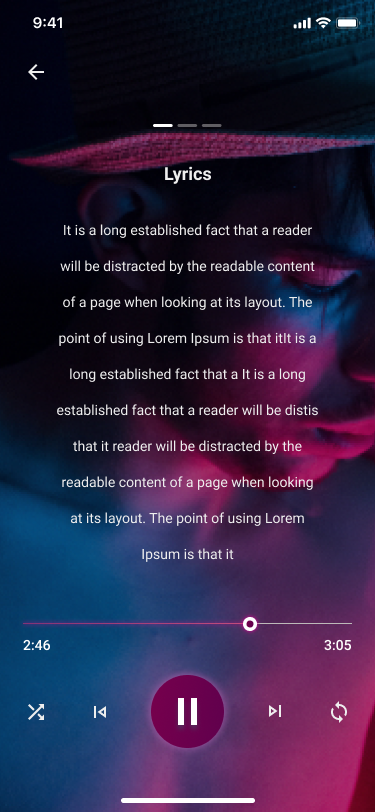 9:41
Lyrics
It is a long established fact that a reader
will be distracted by the readable content
of a page when looking at its layout. The
point of using Lorem Ipsum is that itIt is a
long established fact that a It is a long
established fact that a reader will be distis
that it reader will be distracted by the
readable content of a page when looking
at its layout. The point of using Lorem
Ipsum is that it
2:46
3:05